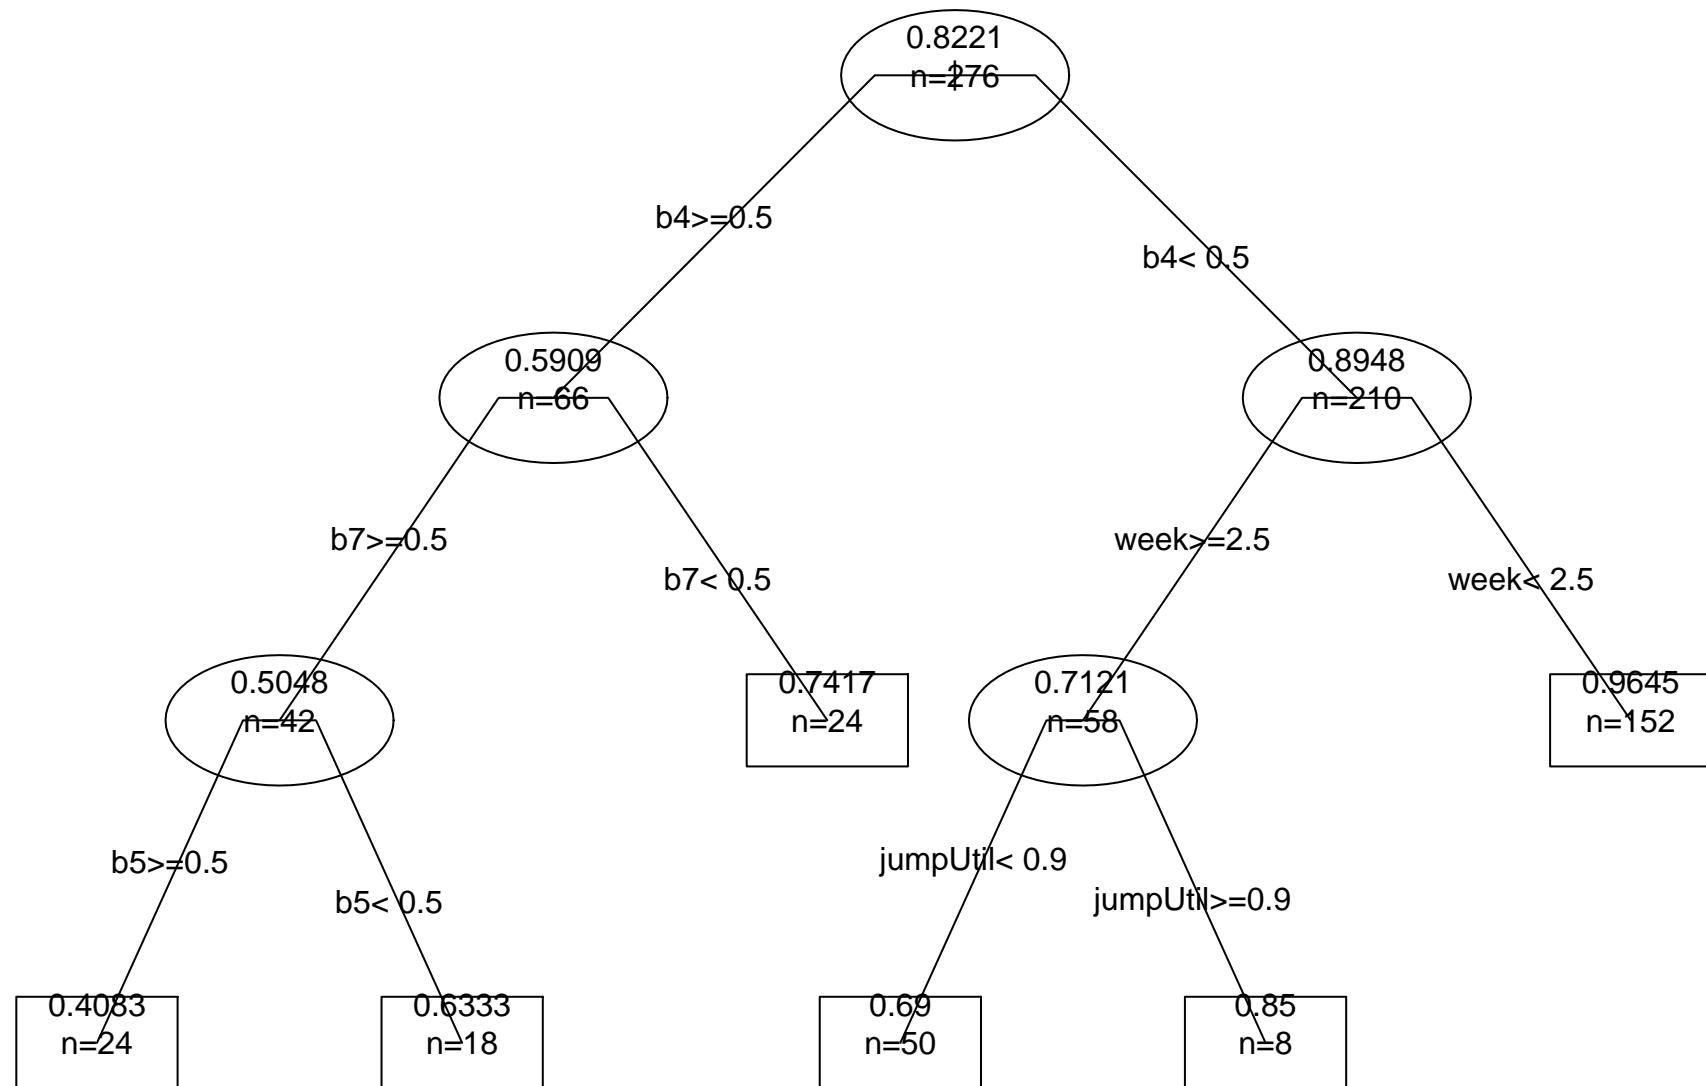 0.8221
n=276
b4>=0.5
b4< 0.5
0.5909
n=66
0.8948
n=210
b7>=0.5
b7< 0.5
week>=2.5
week< 2.5
0.5048
n=42
0.7417
n=24
0.7121
n=58
0.9645
n=152
b5>=0.5
b5< 0.5
jumpUtil< 0.9
jumpUtil>=0.9
0.4083
n=24
0.6333
n=18
0.69
n=50
0.85
n=8